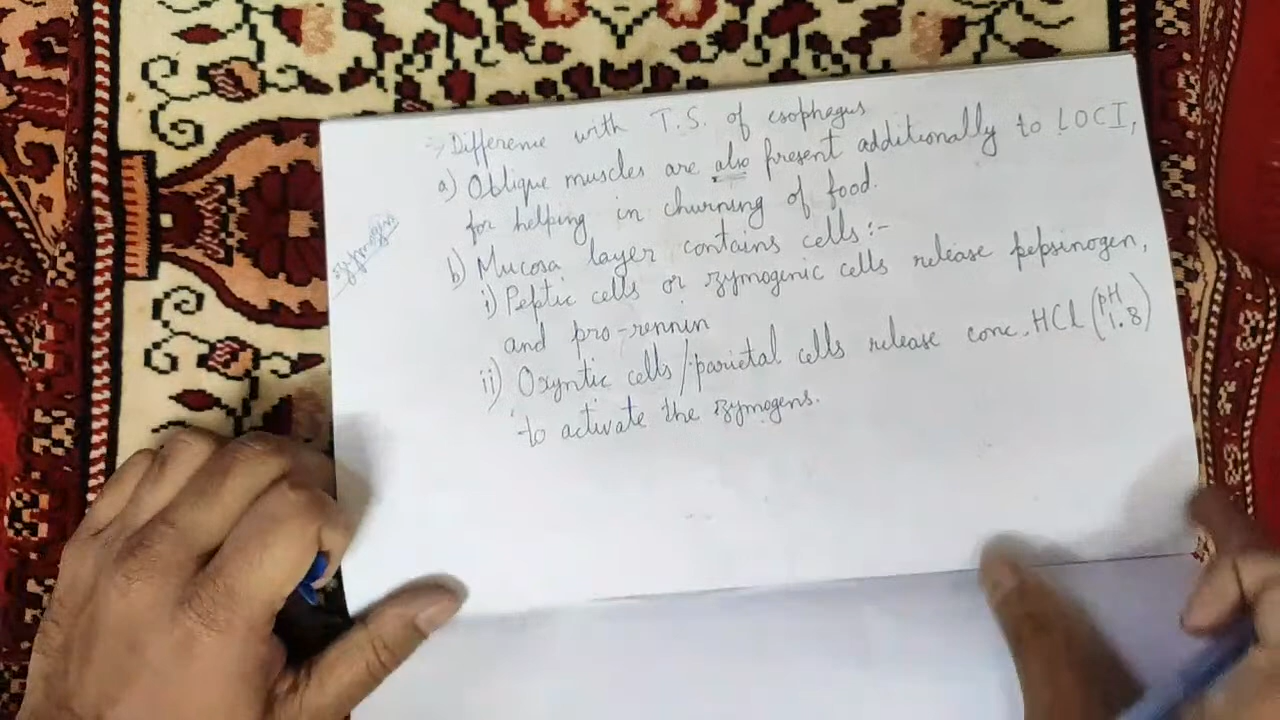 ⇒ Difference with T.S. of esophagus
a) Oblique muscles are also present additionally to LOCI,
for helping in churning of food.
b) Mucosa layer contains cells:-
i) Peptic cells or zymogenic cells release pepsinogen,
and pro-rennin
ii) Oxyntic cells/parietal cells release conc. HCl (pH 1.8)
to activate the zymogens.
zymogens